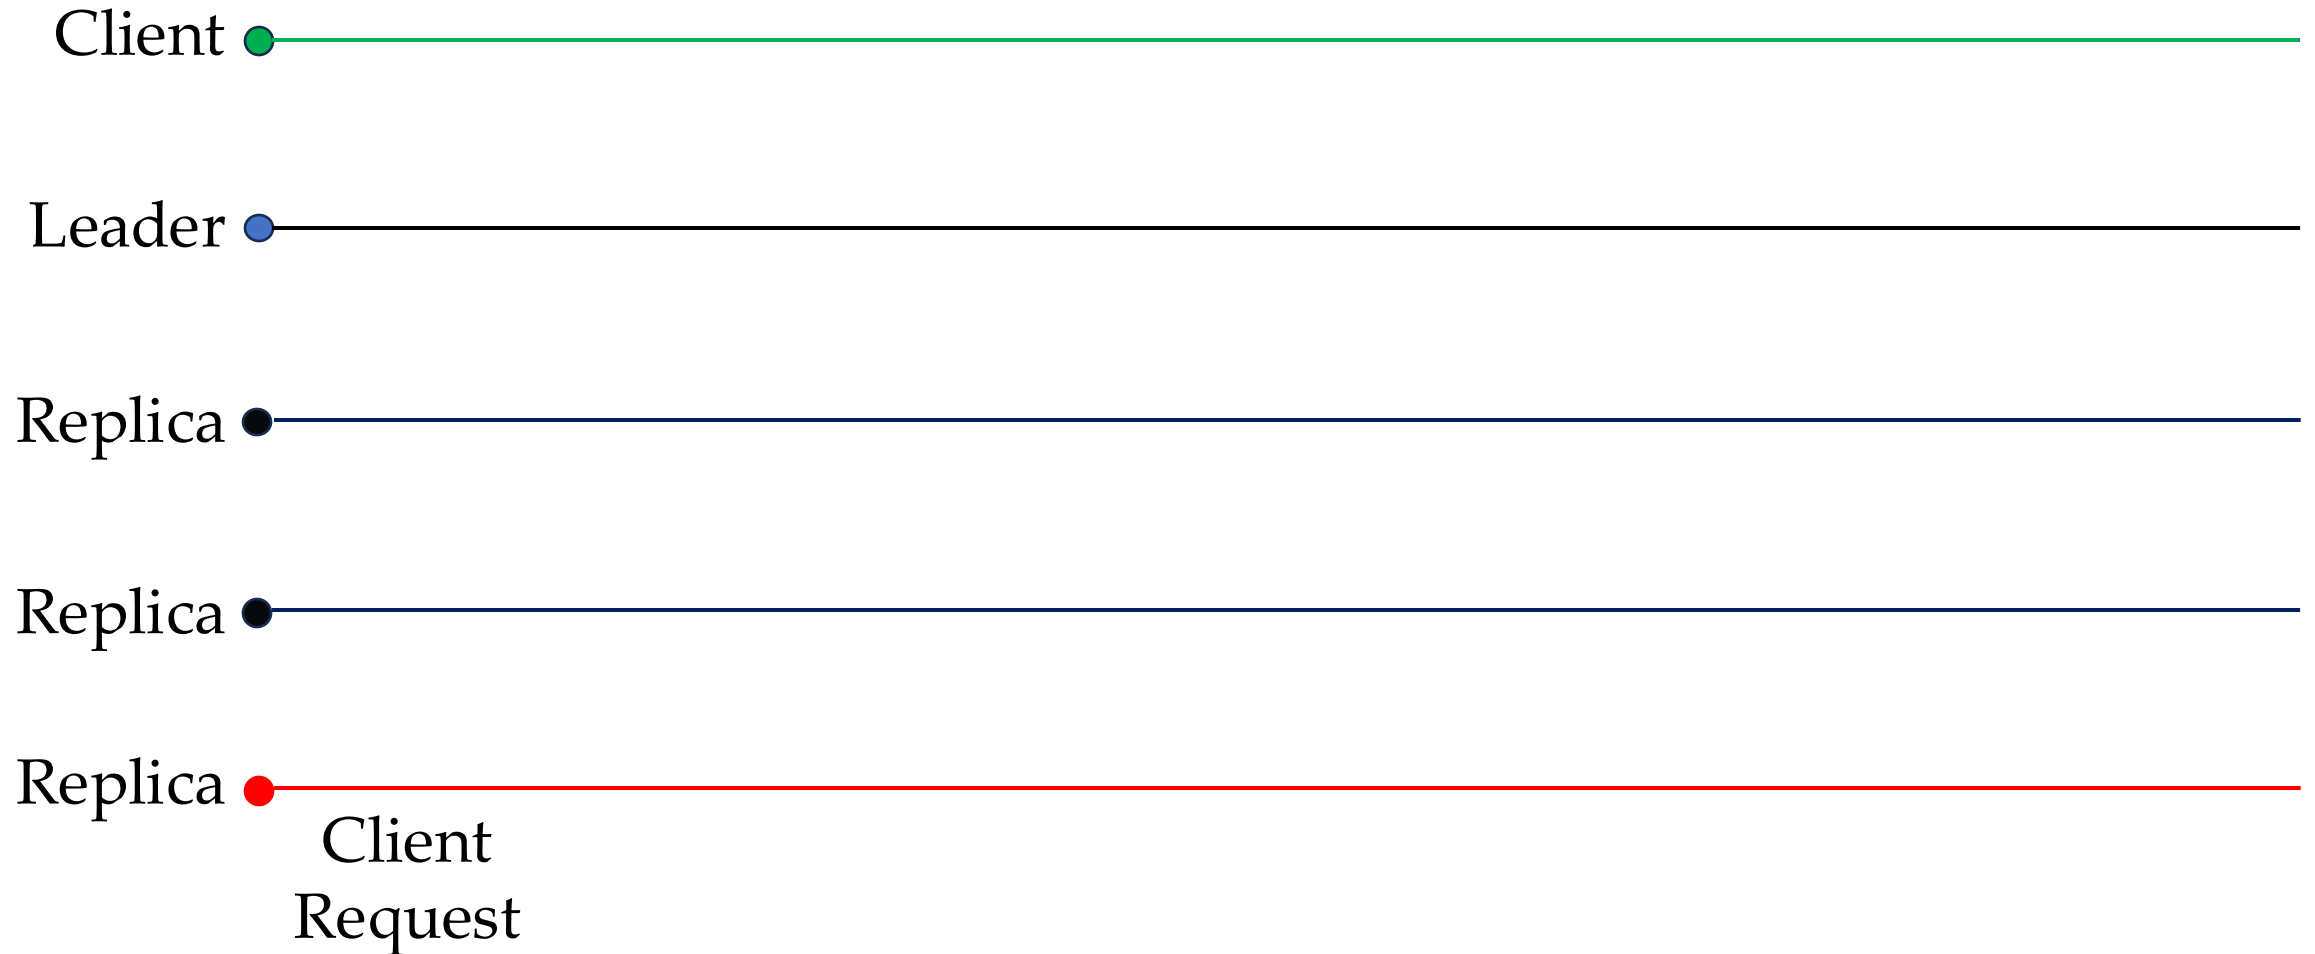 Client
Leader
Replica
Replica
Replica
Client
Request